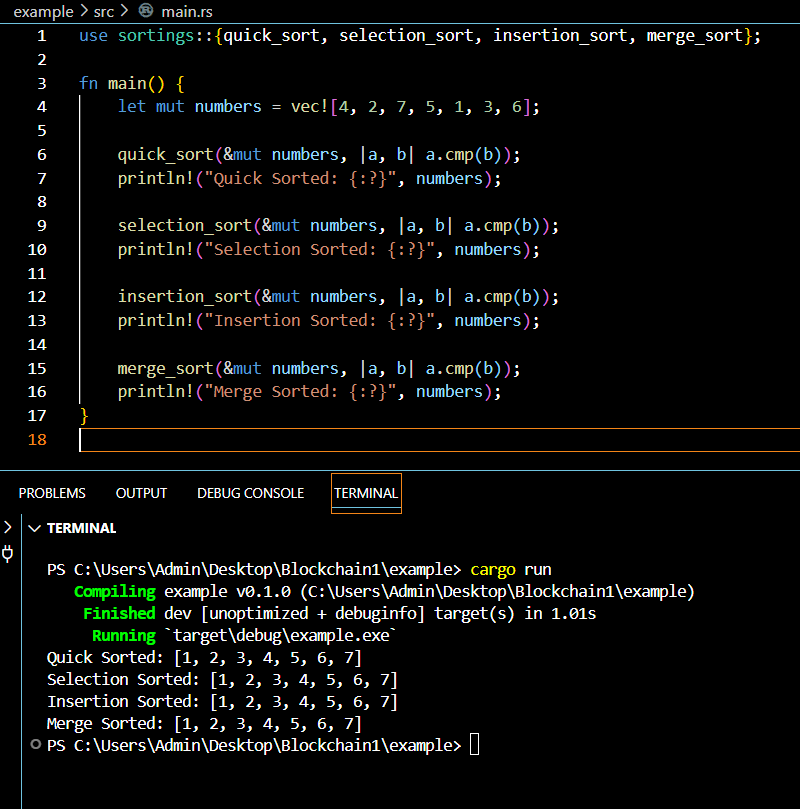 example > src > main.rs
1 use sortings::{quick_sort, selection_sort, insertion_sort, merge_sort};
2
3 fn main() {
4     let mut numbers = vec![4, 2, 7, 5, 1, 3, 6];
5
6     quick_sort(&mut numbers, |a, b| a.cmp(b));
7     println!("Quick Sorted: {:?}", numbers);
8
9     selection_sort(&mut numbers, |a, b| a.cmp(b));
10     println!("Selection Sorted: {:?}", numbers);
11
12     insertion_sort(&mut numbers, |a, b| a.cmp(b));
13     println!("Insertion Sorted: {:?}", numbers);
14
15     merge_sort(&mut numbers, |a, b| a.cmp(b));
16     println!("Merge Sorted: {:?}", numbers);
17 }
18
PROBLEMS OUTPUT DEBUG CONSOLE TERMINAL
TERMINAL
PS C:\Users\Admin\Desktop\Blockchain1\example> cargo run
   Compiling example v0.1.0 (C:\Users\Admin\Desktop\Blockchain1\example)
    Finished dev [unoptimized + debuginfo] target(s) in 1.01s
     Running `target\debug\example.exe`
Quick Sorted: [1, 2, 3, 4, 5, 6, 7]
Selection Sorted: [1, 2, 3, 4, 5, 6, 7]
Insertion Sorted: [1, 2, 3, 4, 5, 6, 7]
Merge Sorted: [1, 2, 3, 4, 5, 6, 7]
PS C:\Users\Admin\Desktop\Blockchain1\example>